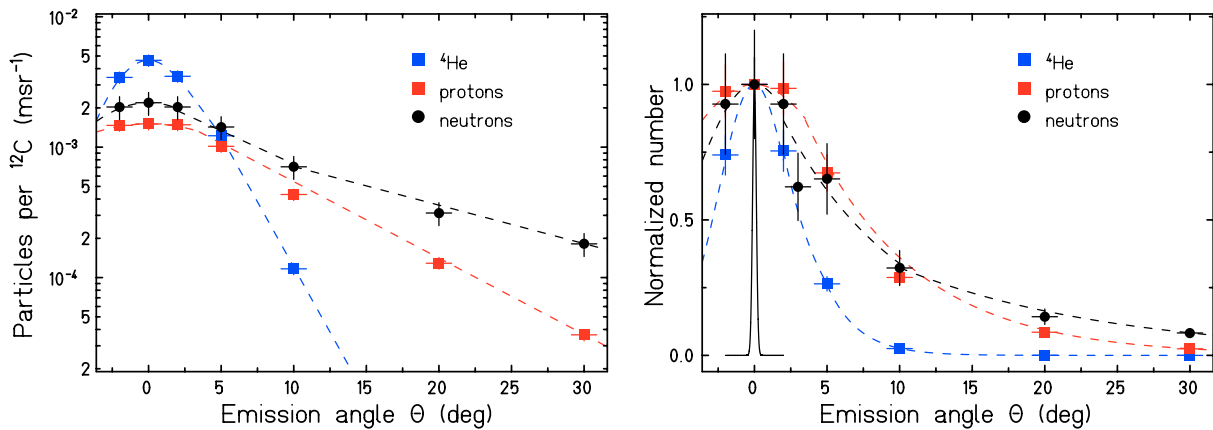 Particles per ¹²C (msr⁻¹)
10⁻²
5
2
10⁻³
5
2
10⁻⁴
5
2
⁴He
protons
neutrons
0 5 10 15 20 25 30
Emission angle Θ (deg)
Normalized number
1.0
0.5
0.0
⁴He
protons
neutrons
0 5 10 15 20 25 30
Emission angle Θ (deg)